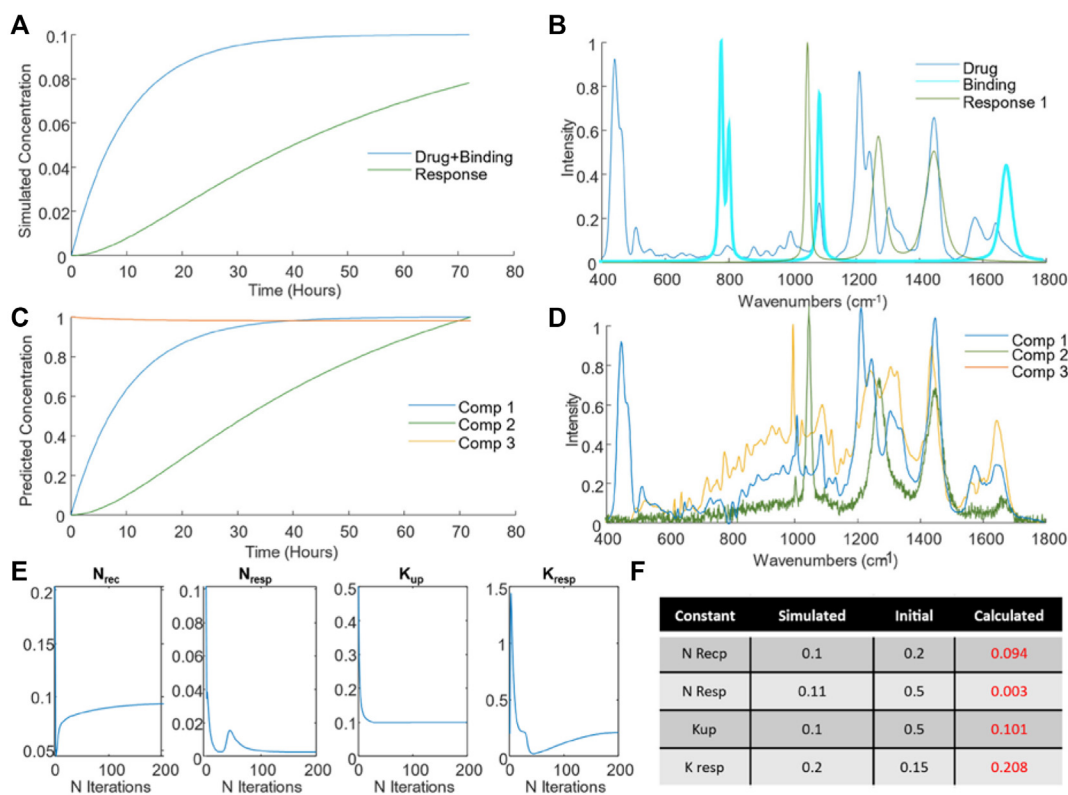 A
0.1
0.08
0.06
0.04
0.02
0
Simulated Concentration
Drug+Binding
Response
0 10 20 30 40 50 60 70 80
Time (Hours)
B
1
0.8
0.6
0.4
0.2
0
Intensity
Drug
Binding
Response 1
400 600 800 1000 1200 1400 1600 1800
Wavenumbers (cm-1)
C
1
0.8
0.6
0.4
0.2
0
Predicted Concentration
Comp 1
Comp 2
Comp 3
0 10 20 30 40 50 60 70 80
Time (Hours)
D
1
0.8
0.6
0.4
0.2
0
Intensity
Comp 1
Comp 2
Comp 3
400 600 800 1000 1200 1400 1600 1800
Wavenumbers (cm-1)
E
Nrec
0.2
0.15
0.1
0.05
0 100 200
N Iterations
Nresp
0.1
0.08
0.06
0.04
0.02
0
0 100 200
N Iterations
Kup
0.5
0.4
0.3
0.2
0.1
0
0 100 200
N Iterations
Kresp
1.5
1
0.5
0
0 100 200
N Iterations
F
Constant Simulated Initial Calculated
N Recp 0.1 0.2 0.094
N Resp 0.11 0.5 0.003
Kup 0.1 0.5 0.101
K resp 0.2 0.15 0.208